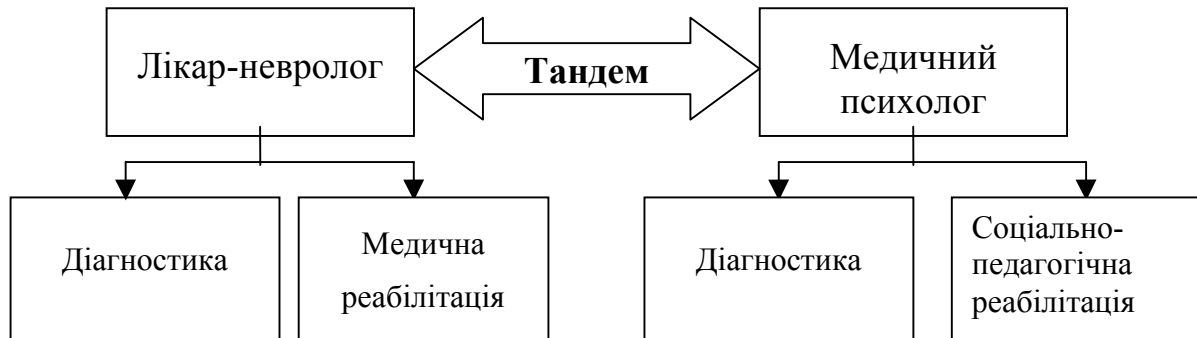 Лікар-невролог
Тандем
Медичний
психолог
Діагностика
Медична
реабілітація
Діагностика
Соціально-
педагогічна
реабілітація